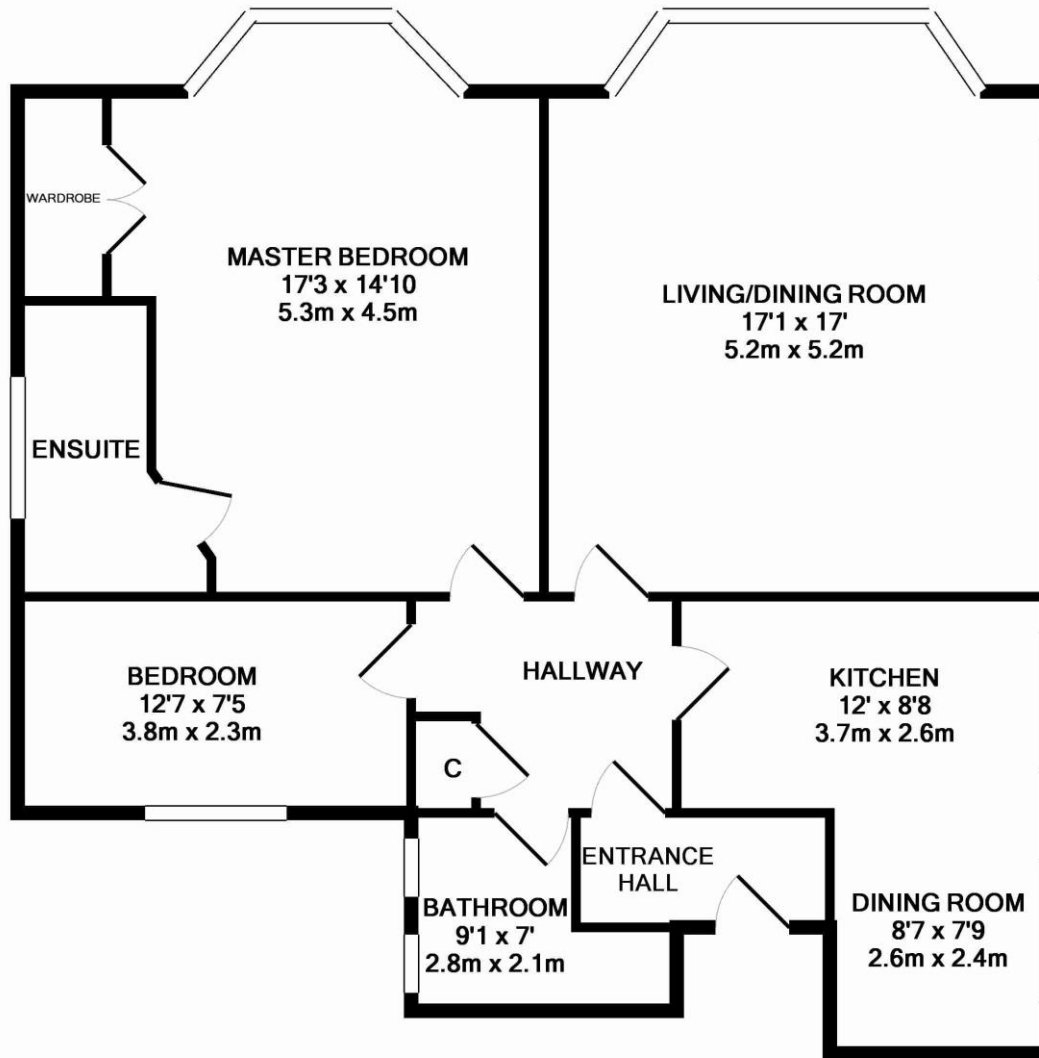 WARDROBE
MASTER BEDROOM
17'3 x 14'10
5.3m x 4.5m
LIVING/DINING ROOM
17'1 x 17'
5.2m x 5.2m
ENSUITE
BEDROOM
12'7 x 7'5
3.8m x 2.3m
HALLWAY
KITCHEN
12' x 8'8
3.7m x 2.6m
C
ENTRANCE
HALL
BATHROOM
9'1 x 7'
2.8m x 2.1m
DINING ROOM
8'7 x 7'9
2.6m x 2.4m